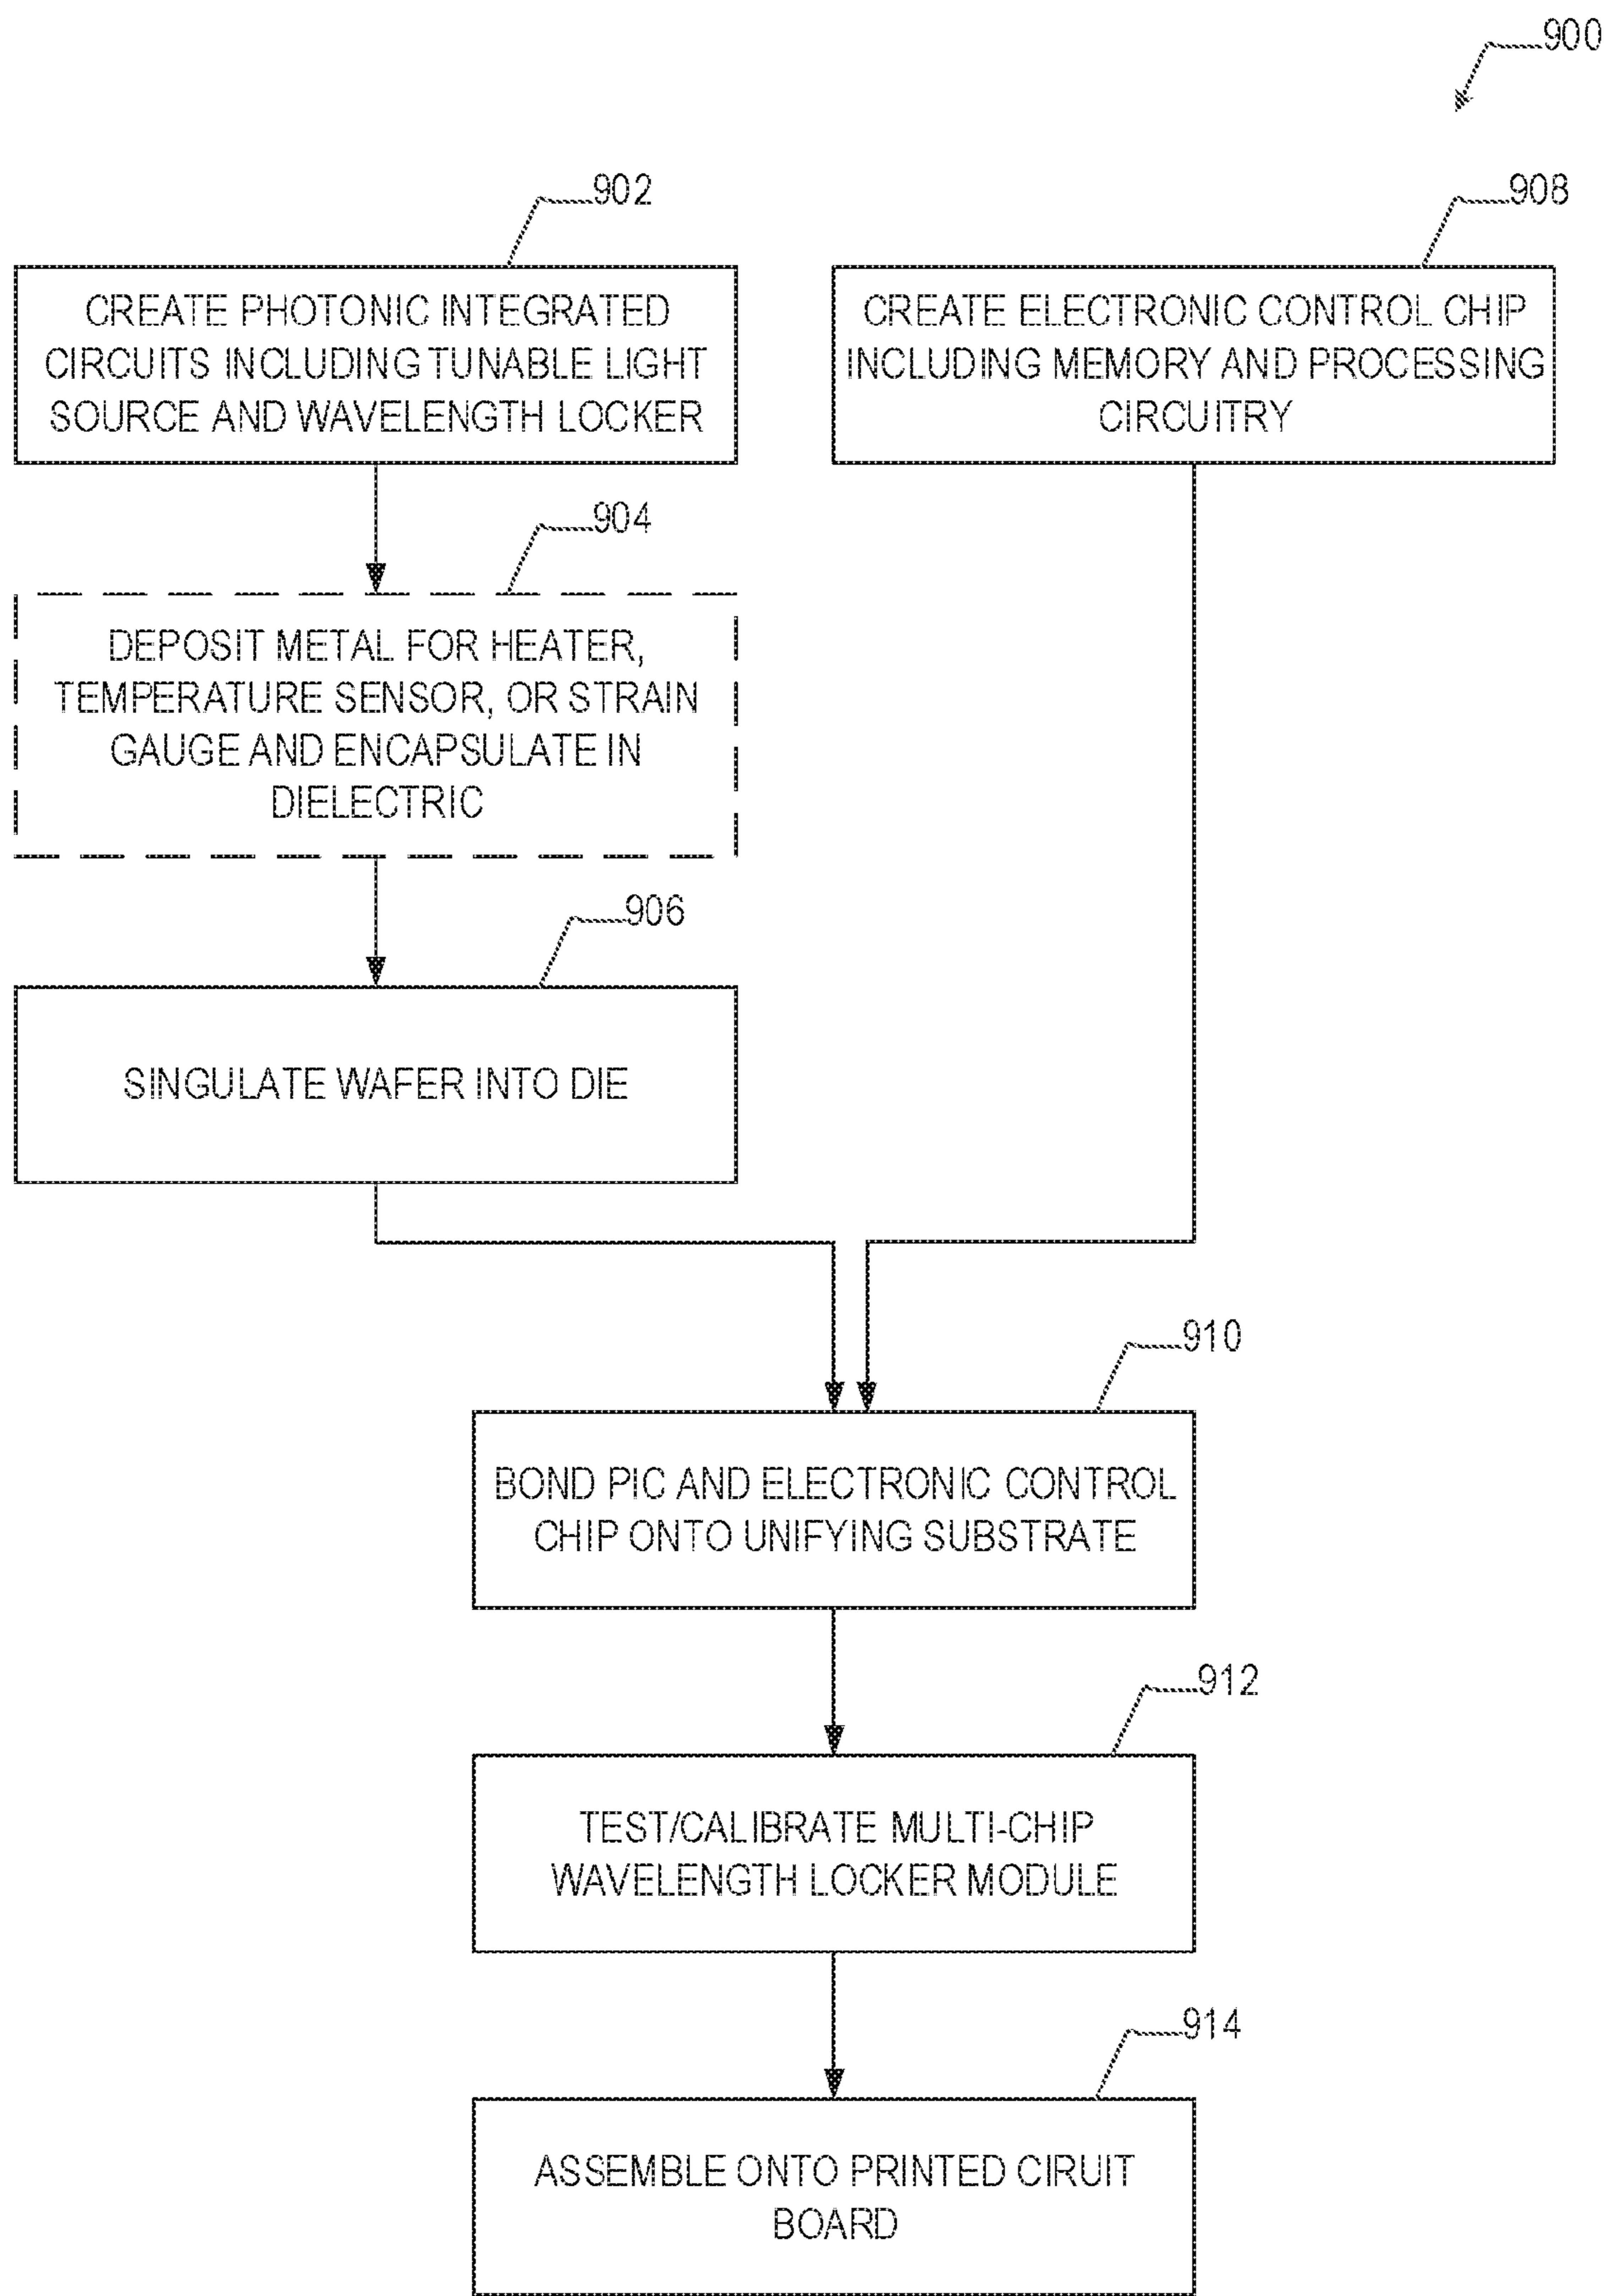 900
902
CREATE PHOTONIC INTEGRATED
CIRCUITS INCLUDING TUNABLE LIGHT
SOURCE AND WAVELENGTH LOCKER
908
CREATE ELECTRONIC CONTROL CHIP
INCLUDING MEMORY AND PROCESSING
CIRCUITRY
904
DEPOSIT METAL FOR HEATER,
TEMPERATURE SENSOR, OR STRAIN
GAUGE AND ENCAPSULATE IN
DIELECTRIC
906
SINGULATE WAFER INTO DIE
910
BOND PIC AND ELECTRONIC CONTROL
CHIP ONTO UNIFYING SUBSTRATE
912
TEST/CALIBRATE MULTI-CHIP
WAVELENGTH LOCKER MODULE
914
ASSEMBLE ONTO PRINTED CIRUIT
BOARD